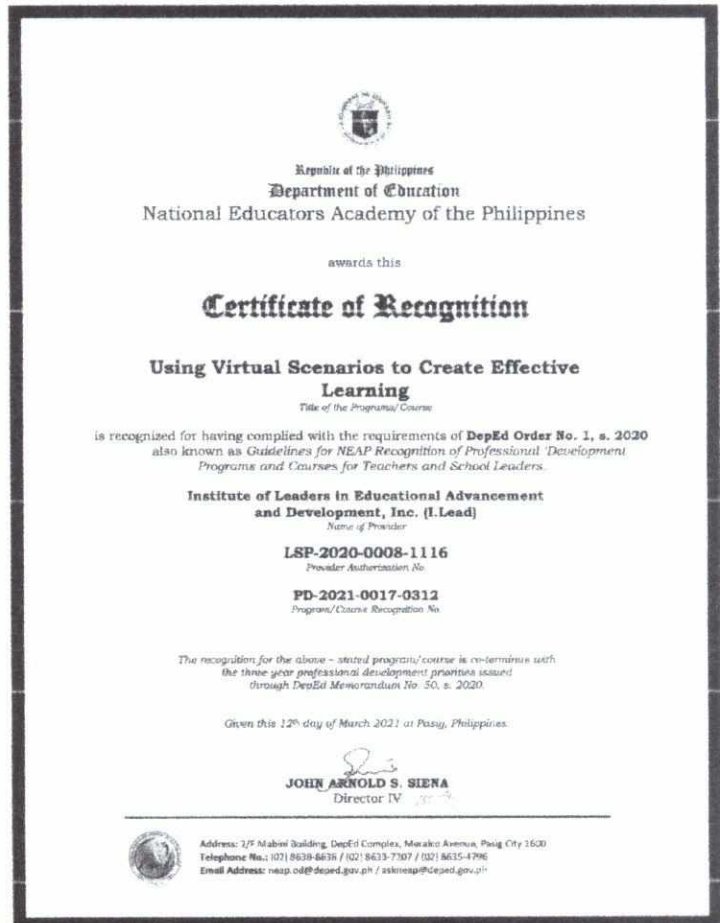 Republic of the Philippines
Department of Education
National Educators Academy of the Philippines
awards this
Certificate of Recognition
Using Virtual Scenarios to Create Effective
Learning
Title of the Programs/Course
is recognized for having complied with the requirements of DepEd Order No. 1, s. 2020
also known as Guidelines for NEAP Recognition of Professional Development
Programs and Courses for Teachers and School Leaders.
Institute of Leaders in Educational Advancement
and Development, Inc. (I.Lead)
Name of Provider
LSP-2020-0008-1116
Provider Authorization No.
PD-2021-0017-0312
Program/Course Recognition No.
The recognition for the above – stated program/course is co-terminus with
the three year professional development priorities issued
through DepEd Memorandum No. 50, s. 2020.
Given this 12th day of March 2021 at Pasig, Philippines.
JOHN ARNOLD S. SIENA
Director IV
Address: 2/F Mabini Building, DepEd Complex, Meralco Avenue, Pasig City 1600
Telephone No.: (02) 8638-8638 / (02) 8633-7207 / (02) 8635-4796
Email Address: neap.od@deped.gov.ph / askneap@deped.gov.ph